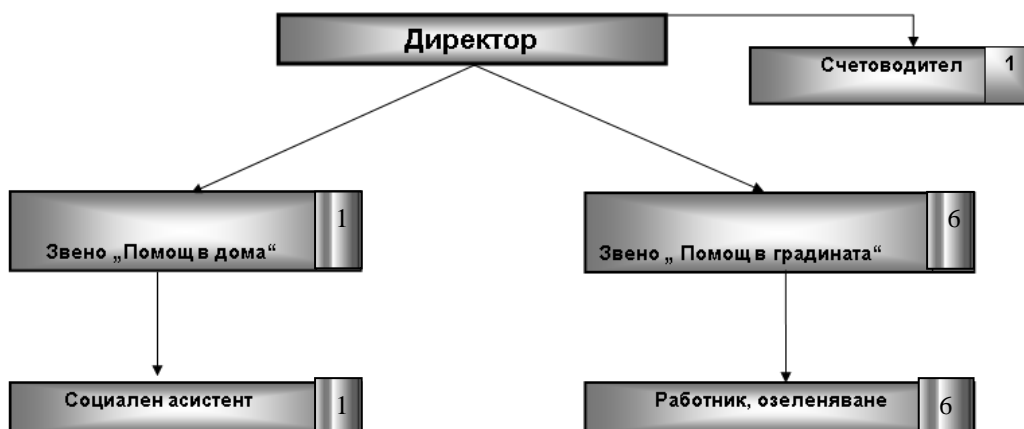 Директор
Счетоводител 1
Звено „Помощ в дома“ 1
Звено „ Помощ в градината“ 6
Социален асистент 1
Работник, озеленяване 6